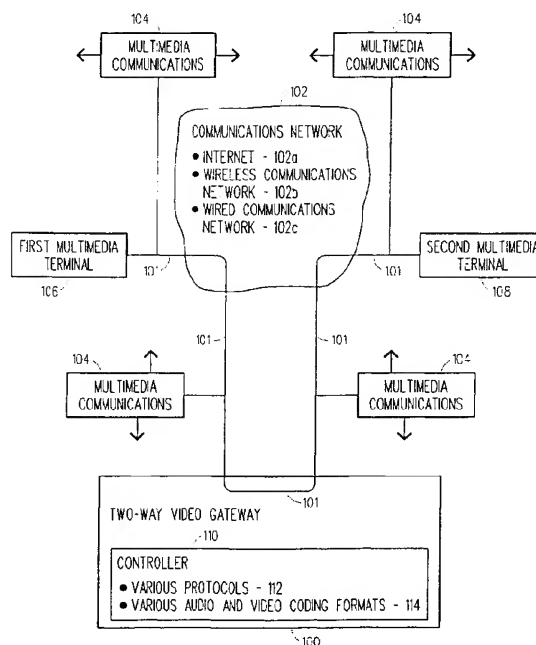 104
104
MULTIMEDIA
COMMUNICATIONS
MULTIMEDIA
COMMUNICATIONS
102
COMMUNICATIONS NETWORK
● INTERNET - 102a
● WIRELESS COMMUNICATIONS
NETWORK - 102b
● WIRED COMMUNICATIONS
NETWORK - 102c
FIRST MULTIMEDIA
TERMINAL
SECOND MULTIMEDIA
TERMINAL
101
101
106
108
101
101
104
104
MULTIMEDIA
COMMUNICATIONS
MULTIMEDIA
COMMUNICATIONS
101
TWO-WAY VIDEO GATEWAY
110
CONTROLLER
● VARIOUS PROTOCOLS - 112
● VARIOUS AUDIO AND VIDEO CODING FORMATS - 114
100